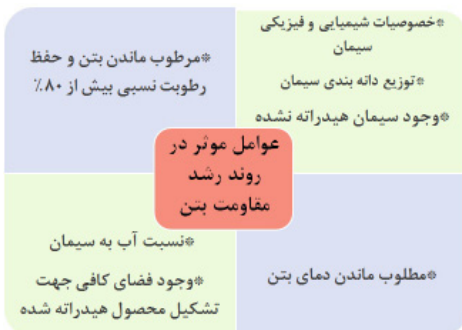 *خصوصیات شیمیایی و فیزیکی
سیمان
*توزیع دانه بندی سیمان
*وجود سیمان هیدراته نشده
*مرطوب ماندن بتن و حفظ
رطوبت نسبی بیش از ۸۰٪
عوامل موثر در
روند رشد
مقاومت بتن
*مطلوب ماندن دمای بتن
*نسبت آب به سیمان
*وجود فضای کافی جهت
تشکیل محصول هیدراته شده